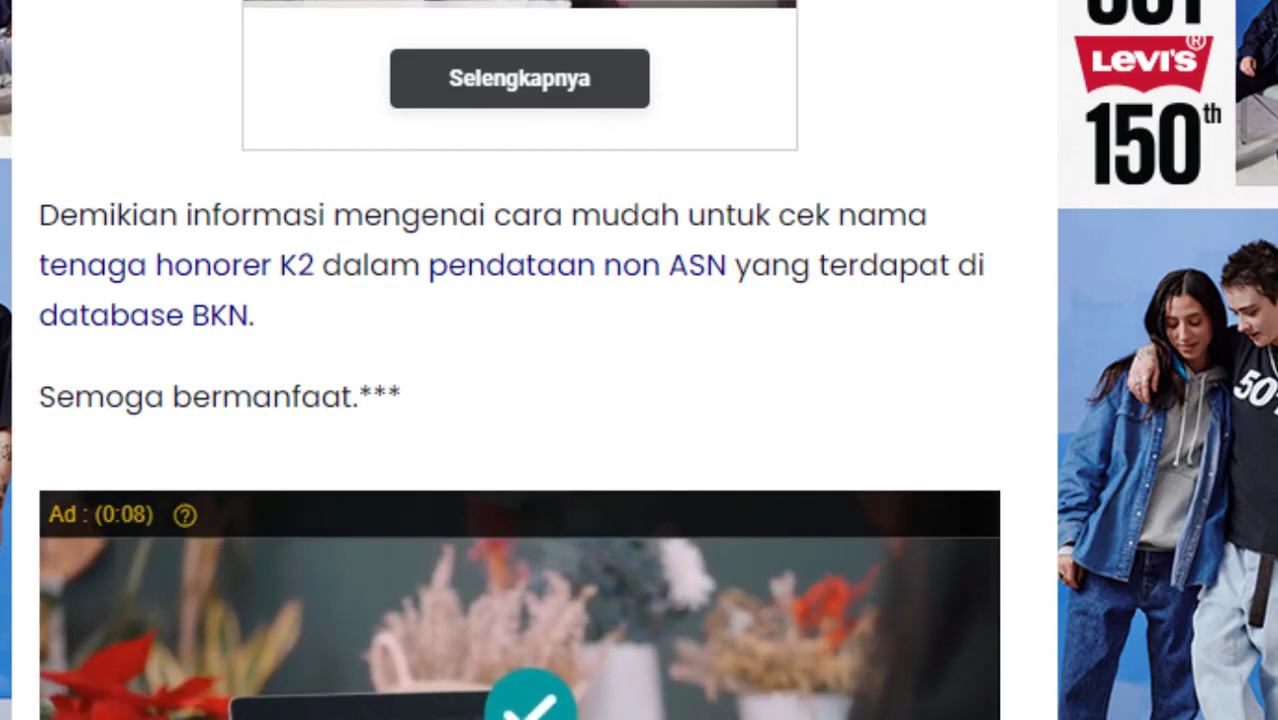 Selengkapnya
Demikian informasi mengenai cara mudah untuk cek nama
tenaga honorer K2 dalam pendataan non ASN yang terdapat di
database BKN.
Semoga bermanfaat.***
Ad : (0:08) ?
LEVI'S®
150th